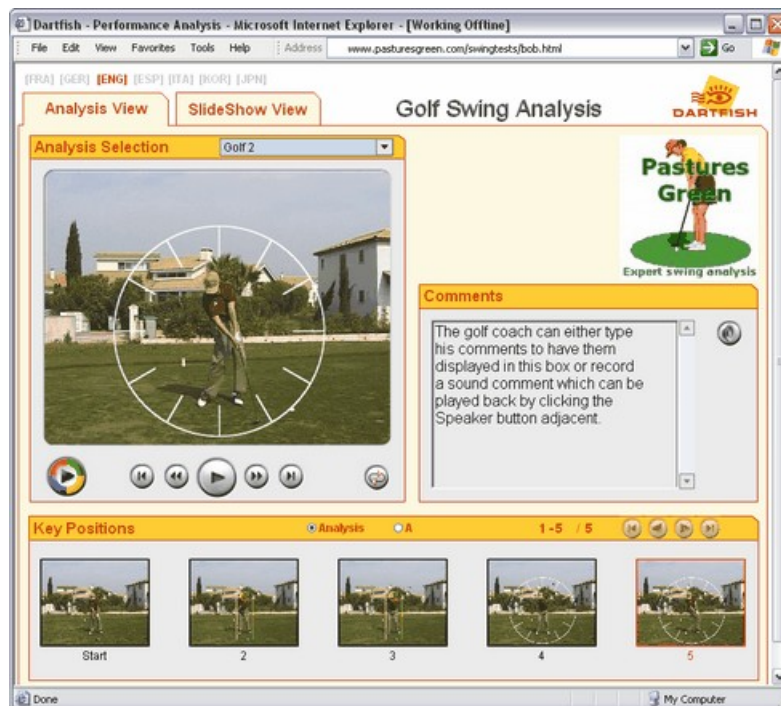 Dartfish - Performance Analysis - Microsoft Internet Explorer - [Working Offline]
File Edit View Favorites Tools Help Address www.pasturesgreen.com/swingtests/bob.html Go
[FRA] [GER] [ENG] [ESP] [ITA] [KOR] [JPN]
Analysis View SlideShow View Golf Swing Analysis
DARTFISH
Analysis Selection Golf 2
Pastures
Green
Expert swing analysis
Comments
The golf coach can either type
his comments to have them
displayed in this box or record
a sound comment which can be
played back by clicking the
Speaker button adjacent.
Key Positions Analysis A 1-5 / 5
Start 2 3 4 5
Done My Computer